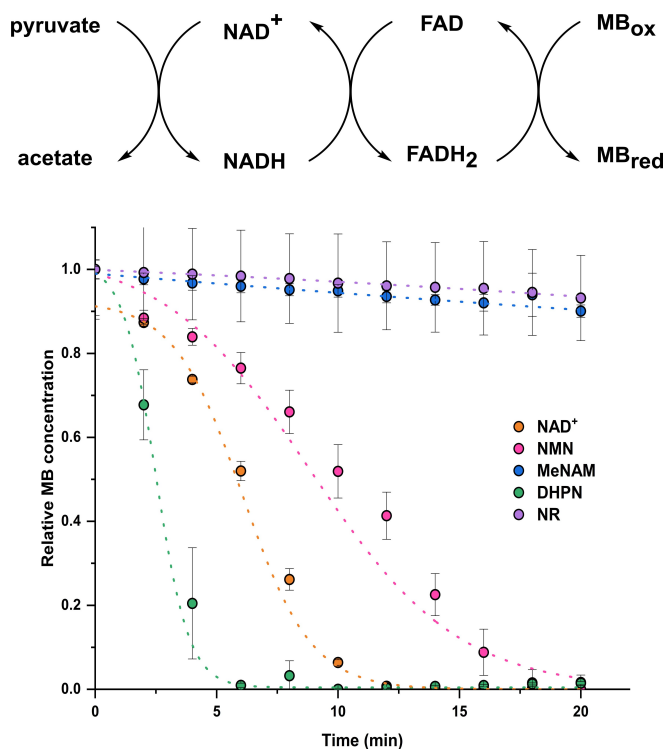 pyruvate NAD⁺ FAD MBox
acetate NADH FADH₂ MBred
Relative MB concentration
1.0
0.8
0.6
0.4
0.2
0.0
NAD⁺
NMN
MeNAM
DHPN
NR
0 5 10 15 20
Time (min)